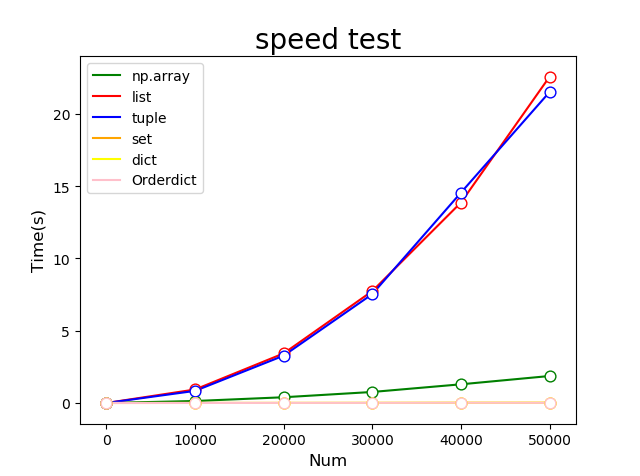 speed test
np.array
list
tuple
set
dict
Orderdict
Time(s)
20
15
10
5
0
0 10000 20000 30000 40000 50000
Num